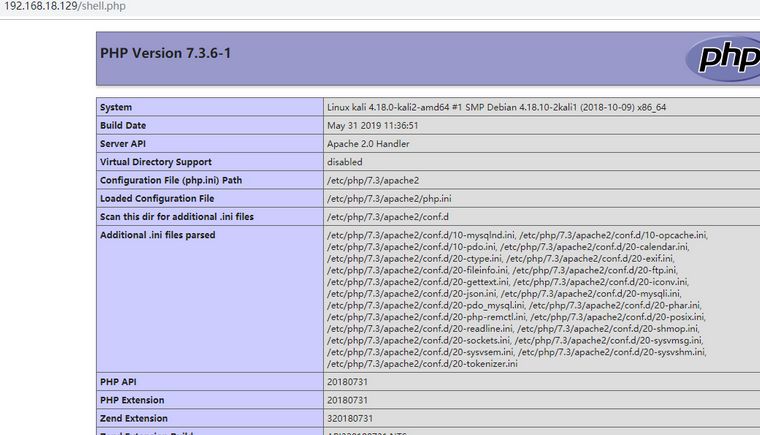 192.168.18.129/shell.php
PHP Version 7.3.6-1
php
System Linux kali 4.18.0-kali2-amd64 #1 SMP Debian 4.18.10-2kali1 (2018-10-09) x86_64
Build Date May 31 2019 11:36:51
Server API Apache 2.0 Handler
Virtual Directory Support disabled
Configuration File (php.ini) Path /etc/php/7.3/apache2
Loaded Configuration File /etc/php/7.3/apache2/php.ini
Scan this dir for additional .ini files /etc/php/7.3/apache2/conf.d
Additional .ini files parsed /etc/php/7.3/apache2/conf.d/10-mysqlnd.ini, /etc/php/7.3/apache2/conf.d/10-opcache.ini,
/etc/php/7.3/apache2/conf.d/10-pdo.ini, /etc/php/7.3/apache2/conf.d/20-calendar.ini,
/etc/php/7.3/apache2/conf.d/20-ctype.ini, /etc/php/7.3/apache2/conf.d/20-exif.ini,
/etc/php/7.3/apache2/conf.d/20-fileinfo.ini, /etc/php/7.3/apache2/conf.d/20-ftp.ini,
/etc/php/7.3/apache2/conf.d/20-gettext.ini, /etc/php/7.3/apache2/conf.d/20-iconv.ini,
/etc/php/7.3/apache2/conf.d/20-json.ini, /etc/php/7.3/apache2/conf.d/20-mysqli.ini,
/etc/php/7.3/apache2/conf.d/20-pdo_mysql.ini, /etc/php/7.3/apache2/conf.d/20-phar.ini,
/etc/php/7.3/apache2/conf.d/20-php-remctl.ini, /etc/php/7.3/apache2/conf.d/20-posix.ini,
/etc/php/7.3/apache2/conf.d/20-readline.ini, /etc/php/7.3/apache2/conf.d/20-shmop.ini,
/etc/php/7.3/apache2/conf.d/20-sockets.ini, /etc/php/7.3/apache2/conf.d/20-sysvmsg.ini,
/etc/php/7.3/apache2/conf.d/20-sysvsem.ini, /etc/php/7.3/apache2/conf.d/20-sysvshm.ini,
/etc/php/7.3/apache2/conf.d/20-tokenizer.ini
PHP API 20180731
PHP Extension 20180731
Zend Extension 320180731